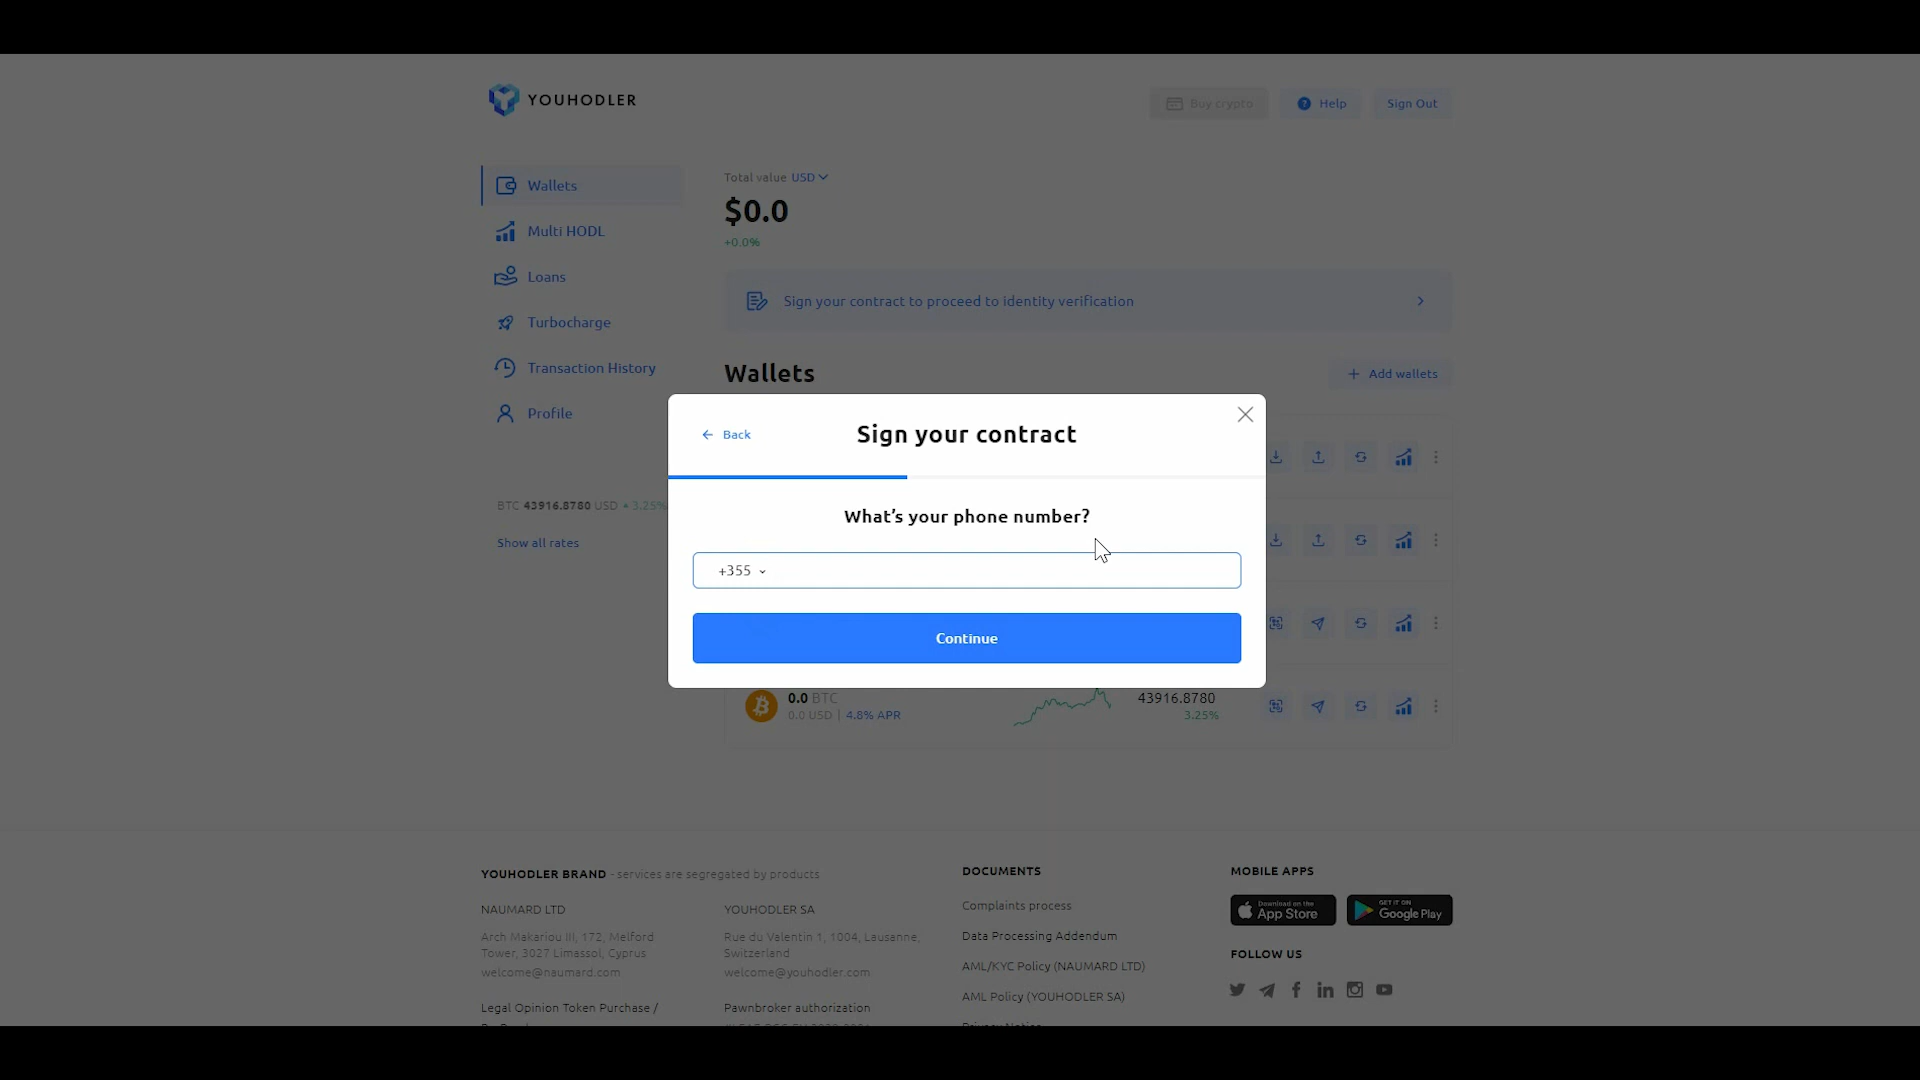 YOUHODLER
Buy crypto
Help
Sign Out
Wallets
Multi HODL
Loans
Turbocharge
Transaction History
Profile
BTC 43916.8780 USD 3.25%
Show all rates
Total value USD
$0.0
+0.0%
Sign your contract to proceed to identity verification
Wallets
+ Add wallets
Back
Sign your contract
What's your phone number?
+355
Continue
0.0 BTC
0.0 USD | 4.8% APR
43916.8780
3.25%
YOUHODLER BRAND - services are segregated by products
NAUMARD LTD
Arch Makariou III, 172, Melford
Tower, 3027 Limassol, Cyprus
welcome@naumard.com
Legal Opinion Token Purchase /
YOUHODLER SA
Rue du Valentin 1, 1004, Lausanne,
Switzerland
welcome@youhodler.com
Pawnbroker authorization
DOCUMENTS
Complaints process
Data Processing Addendum
AML/KYC Policy (NAUMARD LTD)
AML Policy (YOUHODLER SA)
Privacy Notice
MOBILE APPS
Download on the
App Store
GET IT ON
Google Play
FOLLOW US